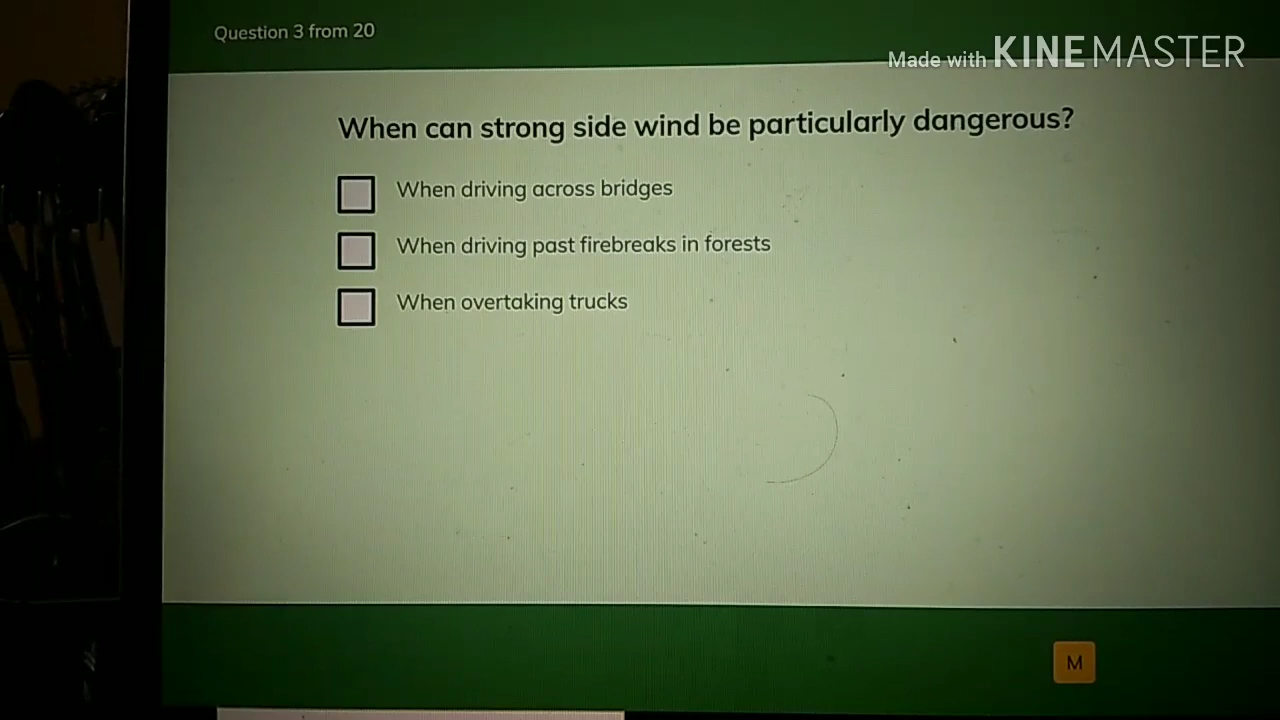 Question 3 from 20
Made with KINEMASTER
When can strong side wind be particularly dangerous?
When driving across bridges
When driving past firebreaks in forests
When overtaking trucks
M